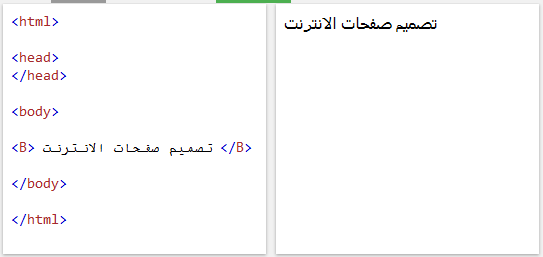 <html>
<head>
</head>
<body>
<B> تصميم صفحات الانترنت </B>
</body>
</html>
تصميم صفحات الانترنت